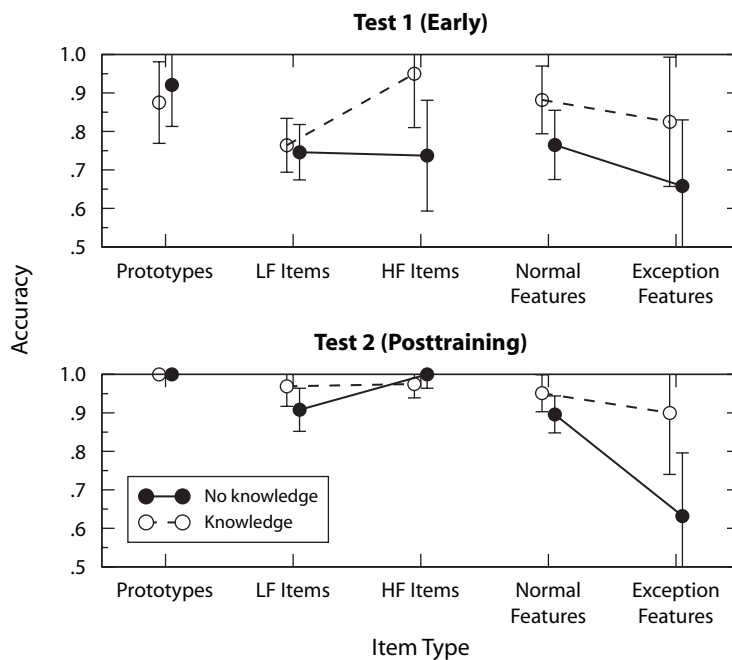 Test 1 (Early)
1.0
.9
.8
.7
.6
.5
Prototypes LF Items HF Items Normal Features Exception Features
Accuracy
Test 2 (Posttraining)
1.0
.9
.8
.7
.6
.5
No knowledge
Knowledge
Prototypes LF Items HF Items Normal Features Exception Features
Item Type